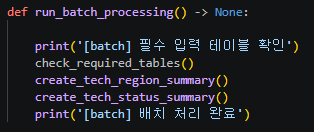 def run_batch_processing() -> None:
print('[batch] 필수 입력 테이블 확인')
check_required_tables()
create_tech_region_summary()
create_tech_status_summary()
print('[batch] 배치 처리 완료')